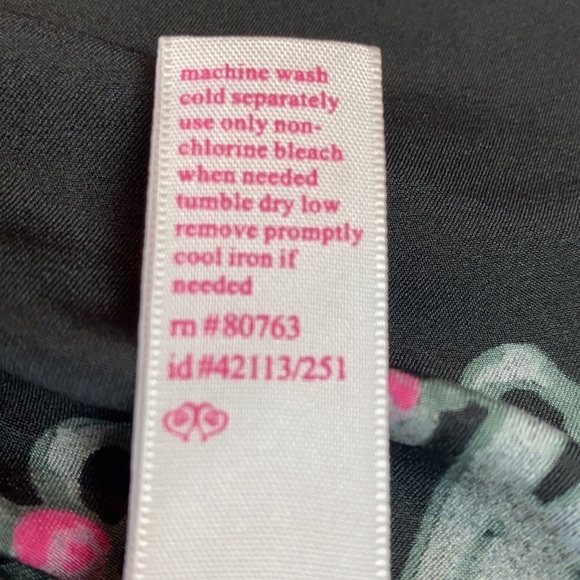 machine wash
cold separately
use only non-
chlorine bleach
when needed
tumble dry low
remove promptly
cool iron if
needed
rn #80763
id #42113/251